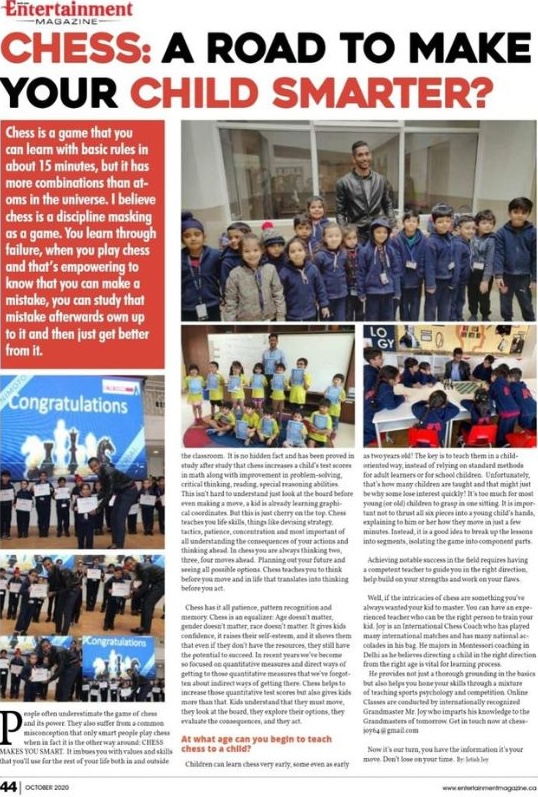 Entertainment
MAGAZINE
CHESS: A ROAD TO MAKE
YOUR CHILD SMARTER?
Chess is a game that you
can learn with basic rules in
about 15 minutes, but it has
more combinations than at-
oms in the universe. I believe
chess is a discipline masking
as a game. You learn through
failure, when you play chess
and that's empowering to
know that you can make a
mistake, you can study that
mistake afterwards own up
to it and then just get better
from it.
LO
GY
Congratulations
Congratulations
People often underestimate the game of chess
and its power. They also suffer from a common
misconception that only smart people play chess
when in fact it is the other way around: CHESS
MAKES YOU SMART. It imbues you with values and skills
that you'll use for the rest of your life both in and outside
the classroom. It is no hidden fact and has been proved in
study after study that chess increases a child's test scores
in math along with improvement in problem-solving,
critical thinking, reading, special reasoning abilities.
This isn't hard to understand just look at the board before
even making a move, a kid is already learning graphi-
cal coordinates. But this is just cherry on the top. Chess
teaches you life skills, things like devising strategy,
tactics, patience, concentration and most important of
all understanding the consequences of your actions and
thinking ahead. In chess you are always thinking two,
three, four moves ahead. Planning out your future and
seeing all possible options. Chess teaches you to think
before you move and in life that translates into thinking
before you act.
Chess has it all patience, pattern recognition and
memory. Chess is an equalizer: Age doesn't matter,
gender doesn't matter, race doesn't matter. It gives kids
confidence, it raises their self-esteem, and it shows them
that even if they don't have the resources, they still have
the potential to succeed. In recent years we've become
so focused on quantitative measures and direct ways of
getting to those quantitative measures that we've forgot-
ten about indirect ways of getting there. Chess helps to
increase those quantitative test scores but also gives kids
more than that. Kids understand that they must move,
they look at the board, they explore their options, they
evaluate the consequences, and they act.
At what age can you begin to teach
chess to a child?
Children can learn chess very early, some even as early
as two years old! The key is to teach them in a child-
oriented way, instead of relying on standard methods
for adult learners or for school children. Unfortunately,
that's how many children are taught and that might just
be why some lose interest quickly! It's too much for most
young (or old) children to grasp in one sitting. It is impor-
tant not to thrust all six pieces into a young child's hands,
explaining to him or her how they move in just a few
minutes. Instead, it is a good idea to break up the lessons
into segments, isolating the game into component parts.
Achieving notable success in the field requires having
a competent teacher to guide you in the right direction,
help build on your strengths and work on your flaws.
Well, if the intricacies of chess are something you've
always wanted your kid to master. You can have an expe-
rienced teacher who can be the right person to train your
kid. Joy is an International Chess Coach who has played
many international matches and has many national ac-
colades in his bag. He majors in Montessori coaching in
Delhi as he believes directing a child in the right direction
from the right age is vital for learning process.
He provides not just a thorough grounding in the basics
but also helps you hone your skills through a mixture
of teaching sports psychology and competition. Online
Classes are conducted by internationally recognized
Grandmaster Mr. Joy who imparts his knowledge to the
Grandmasters of tomorrow. Get in touch now at chess-
joy64@gmail.com
Now it's our turn, you have the information it's your
move. Don't lose on your time. By: Jetish Jey
44 | OCTOBER 2020
www.entertainmentmagazine.ca